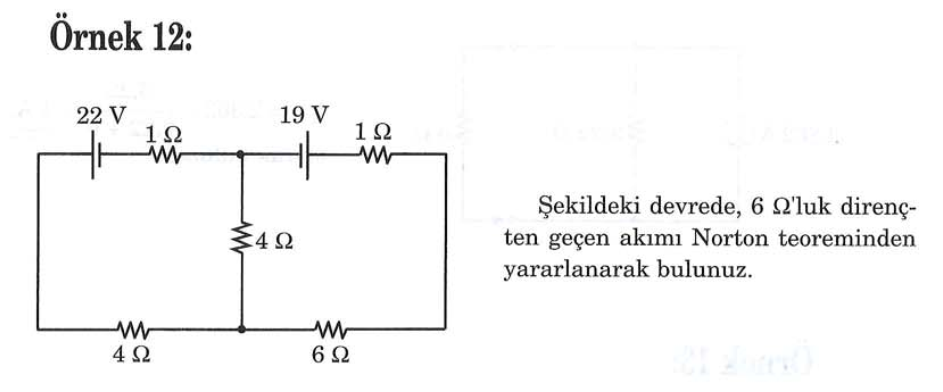 Örnek 12:
22 V
19 V
1 Ω
1 Ω
4 Ω
Şekildeki devrede, 6 Ω'luk direnç-
ten geçen akımı Norton teoreminden
yararlanarak bulunuz.
4 Ω
6 Ω